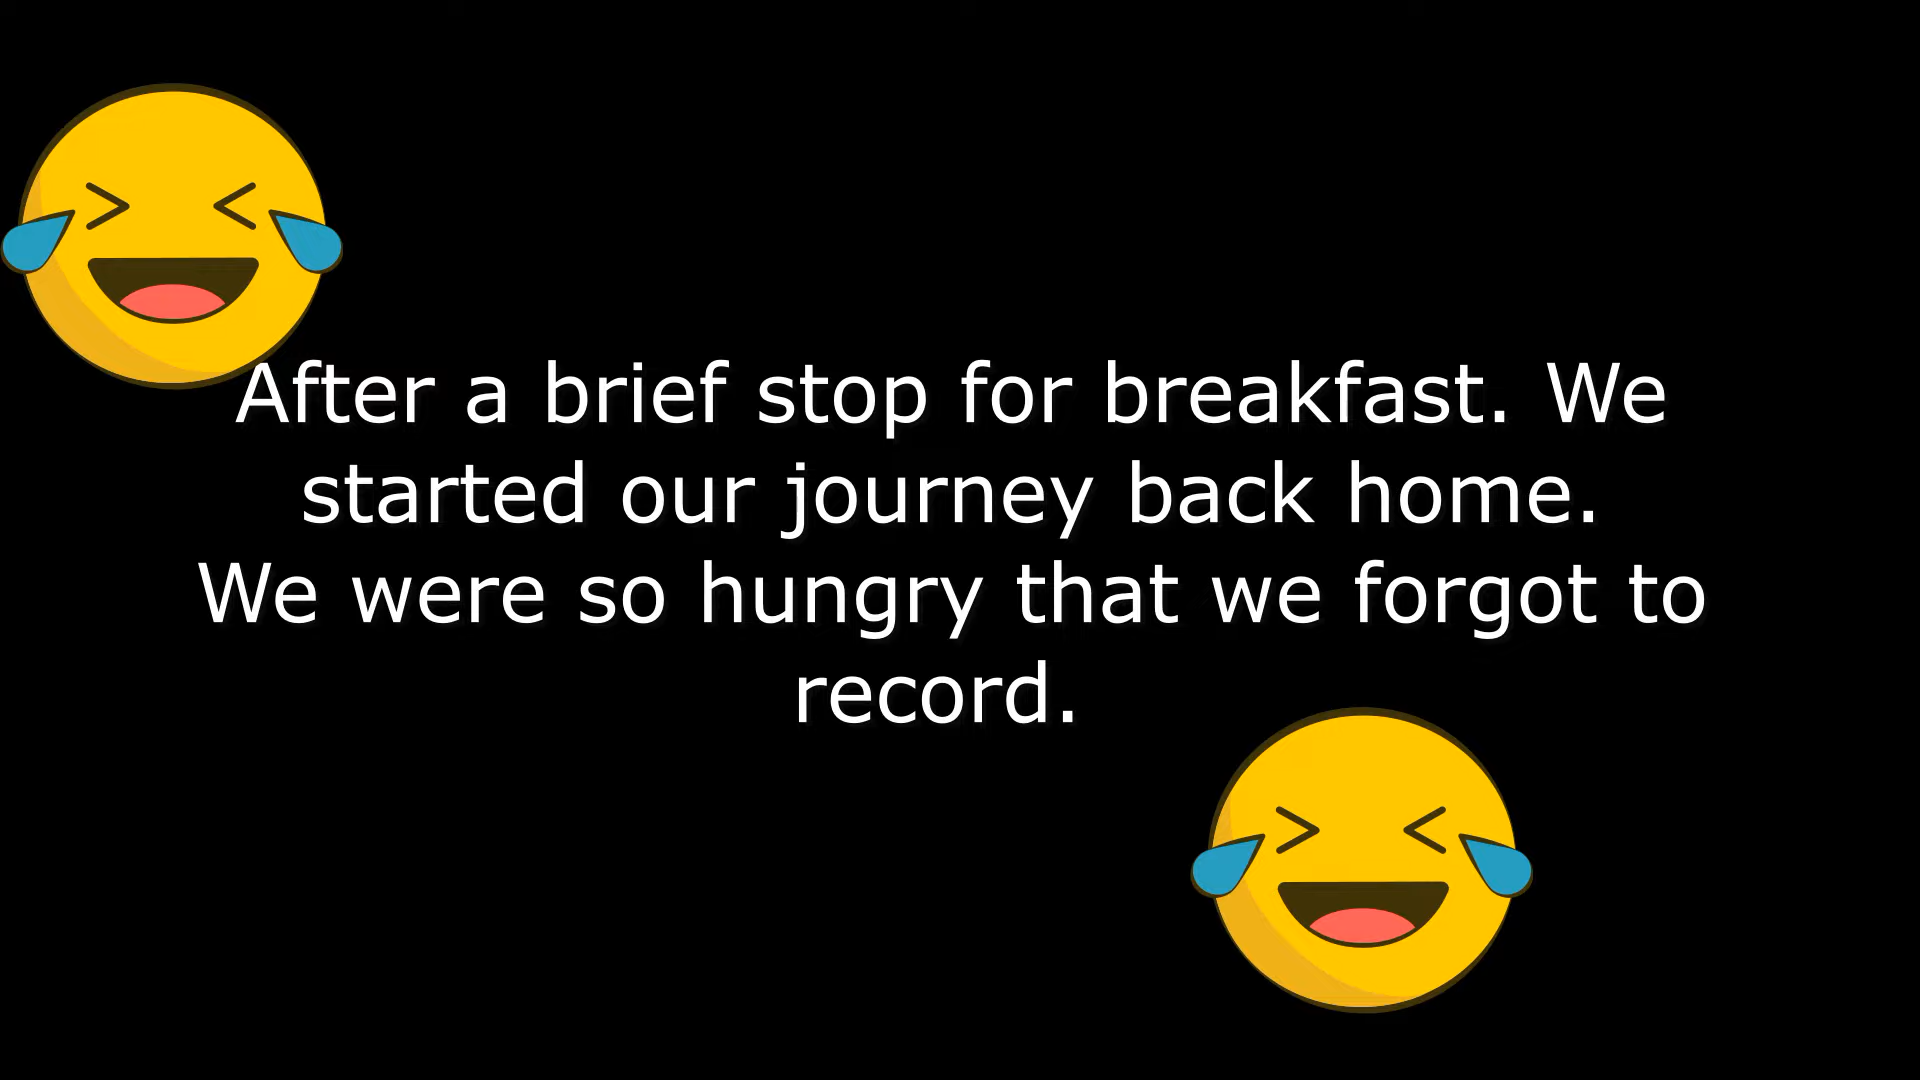 After a brief stop for breakfast. We
started our journey back home.
We were so hungry that we forgot to
record.